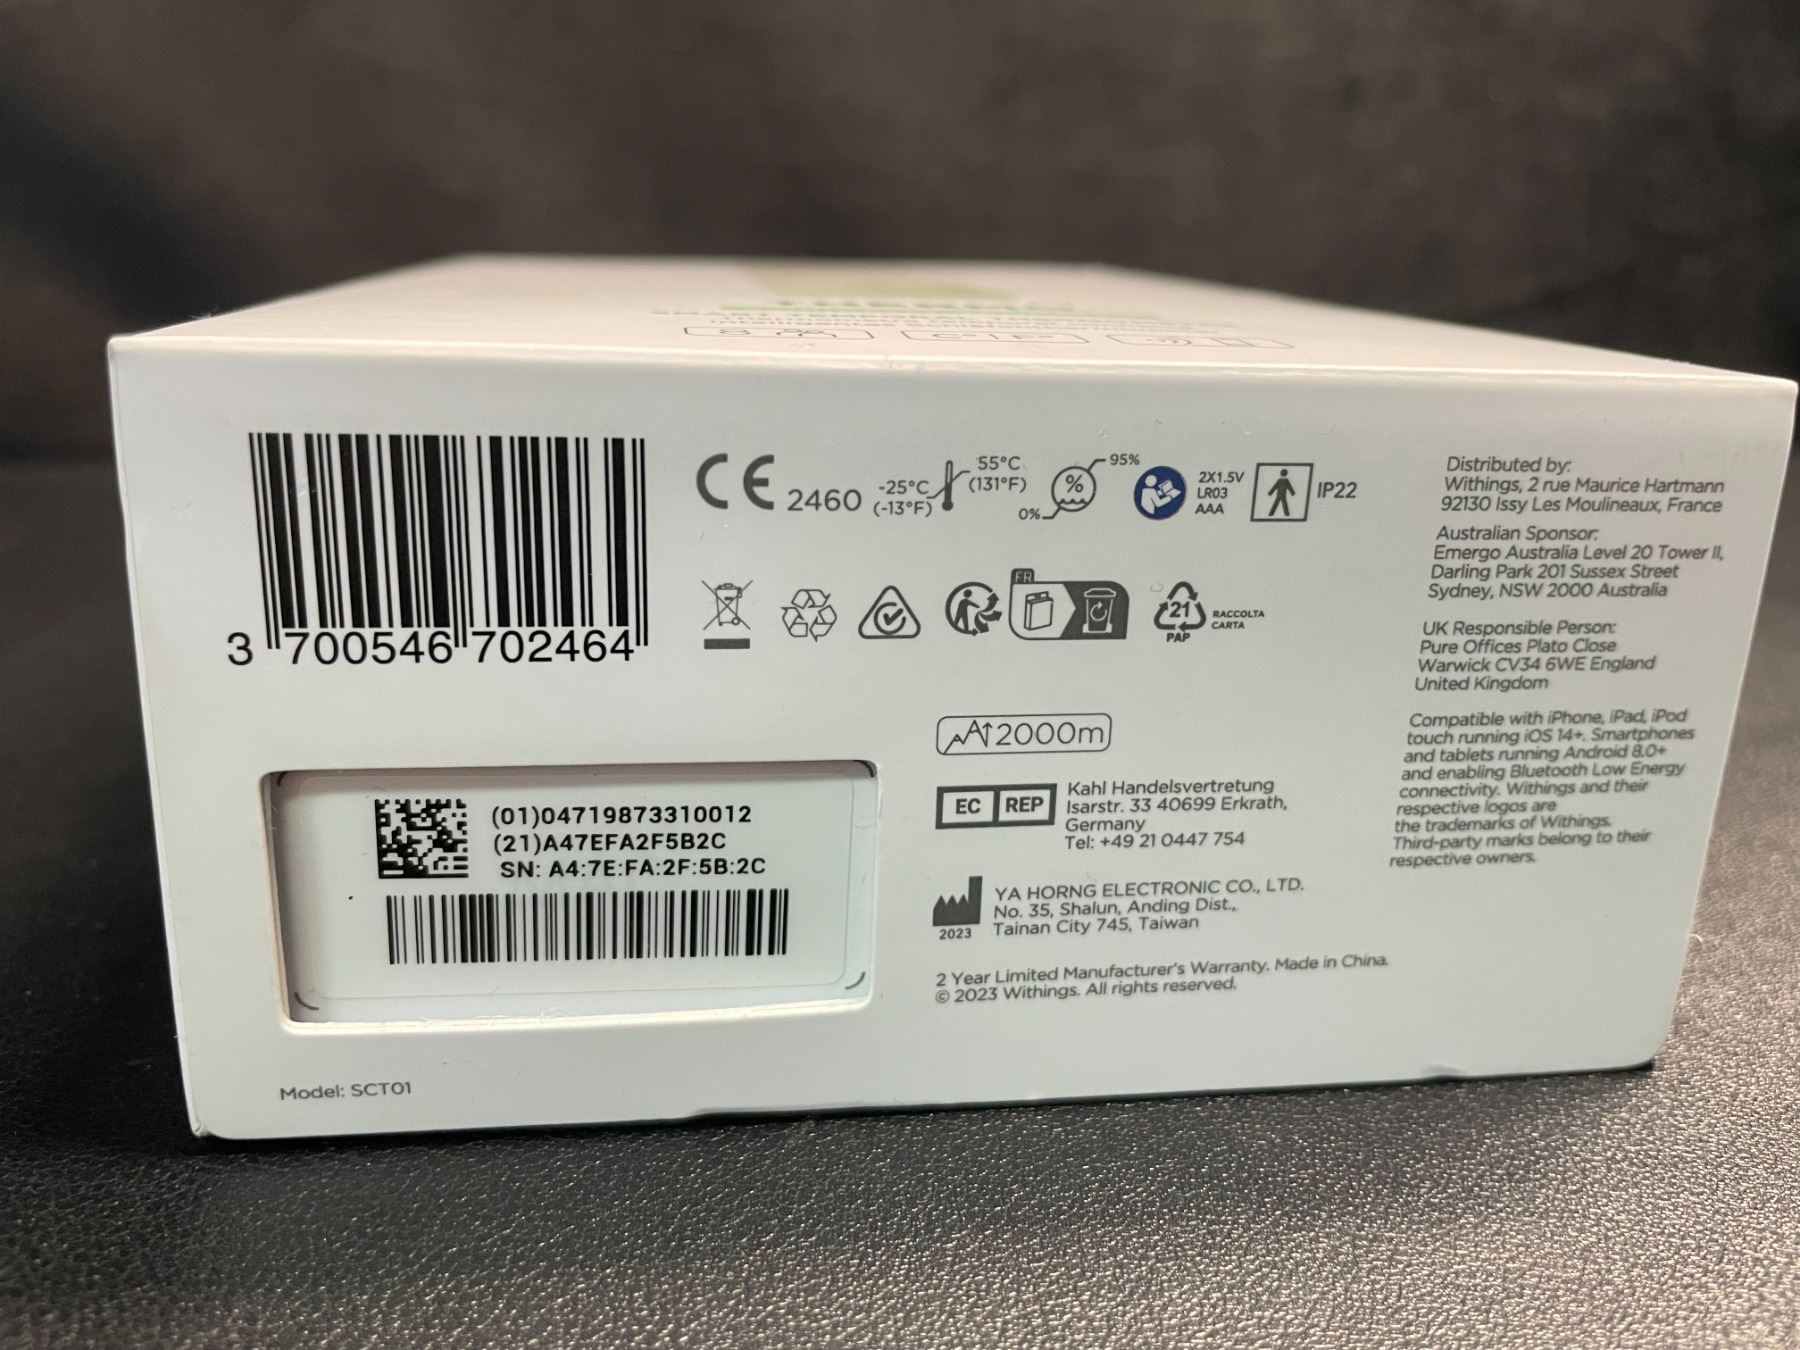 3 700546 702464
CE 2460
-25°C
(-13°F)
55°C
(131°F)
0%
%
95%
2X1.5V
LR03
AAA
IP22
FR
21
PAP
RACCOLTA
CARTA
2000m
(01)04719873310012
(21)A47EFA2F5B2C
SN: A4:7E:FA:2F:5B:2C
EC REP
Kahl Handelsvertretung
Isarstr. 33 40699 Erkrath,
Germany
Tel: +49 21 0447 754
2023
YA HORNG ELECTRONIC CO., LTD.
No. 35, Shalun, Anding Dist.,
Tainan City 745, Taiwan
2 Year Limited Manufacturer's Warranty. Made in China.
© 2023 Withings. All rights reserved.
Model: SCT01
Distributed by:
Withings, 2 rue Maurice Hartmann
92130 Issy Les Moulineaux, France
Australian Sponsor:
Emergo Australia Level 20 Tower II,
Darling Park 201 Sussex Street
Sydney, NSW 2000 Australia
UK Responsible Person:
Pure Offices Plato Close
Warwick CV34 6WE England
United Kingdom
Compatible with iPhone, iPad, iPod
touch running iOS 14+. Smartphones
and tablets running Android 8.0+
and enabling Bluetooth Low Energy
connectivity. Withings and their
respective logos are
the trademarks of Withings.
Third-party marks belong to their
respective owners.